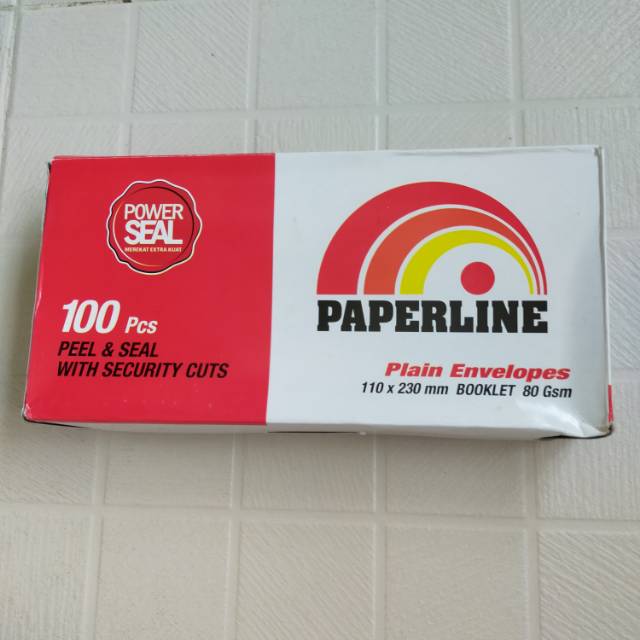 POWER
SEAL
MEREKAT EXTRA KUAT
100 Pcs
PEEL & SEAL
WITH SECURITY CUTS
PAPERLINE
Plain Envelopes
110 x 230 mm BOOKLET 80 Gsm